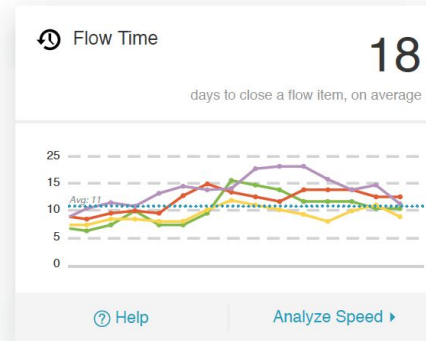 Flow Time
18
days to close a flow item, on average
25
15
Avg: 11
10
5
0
Help
Analyze Speed